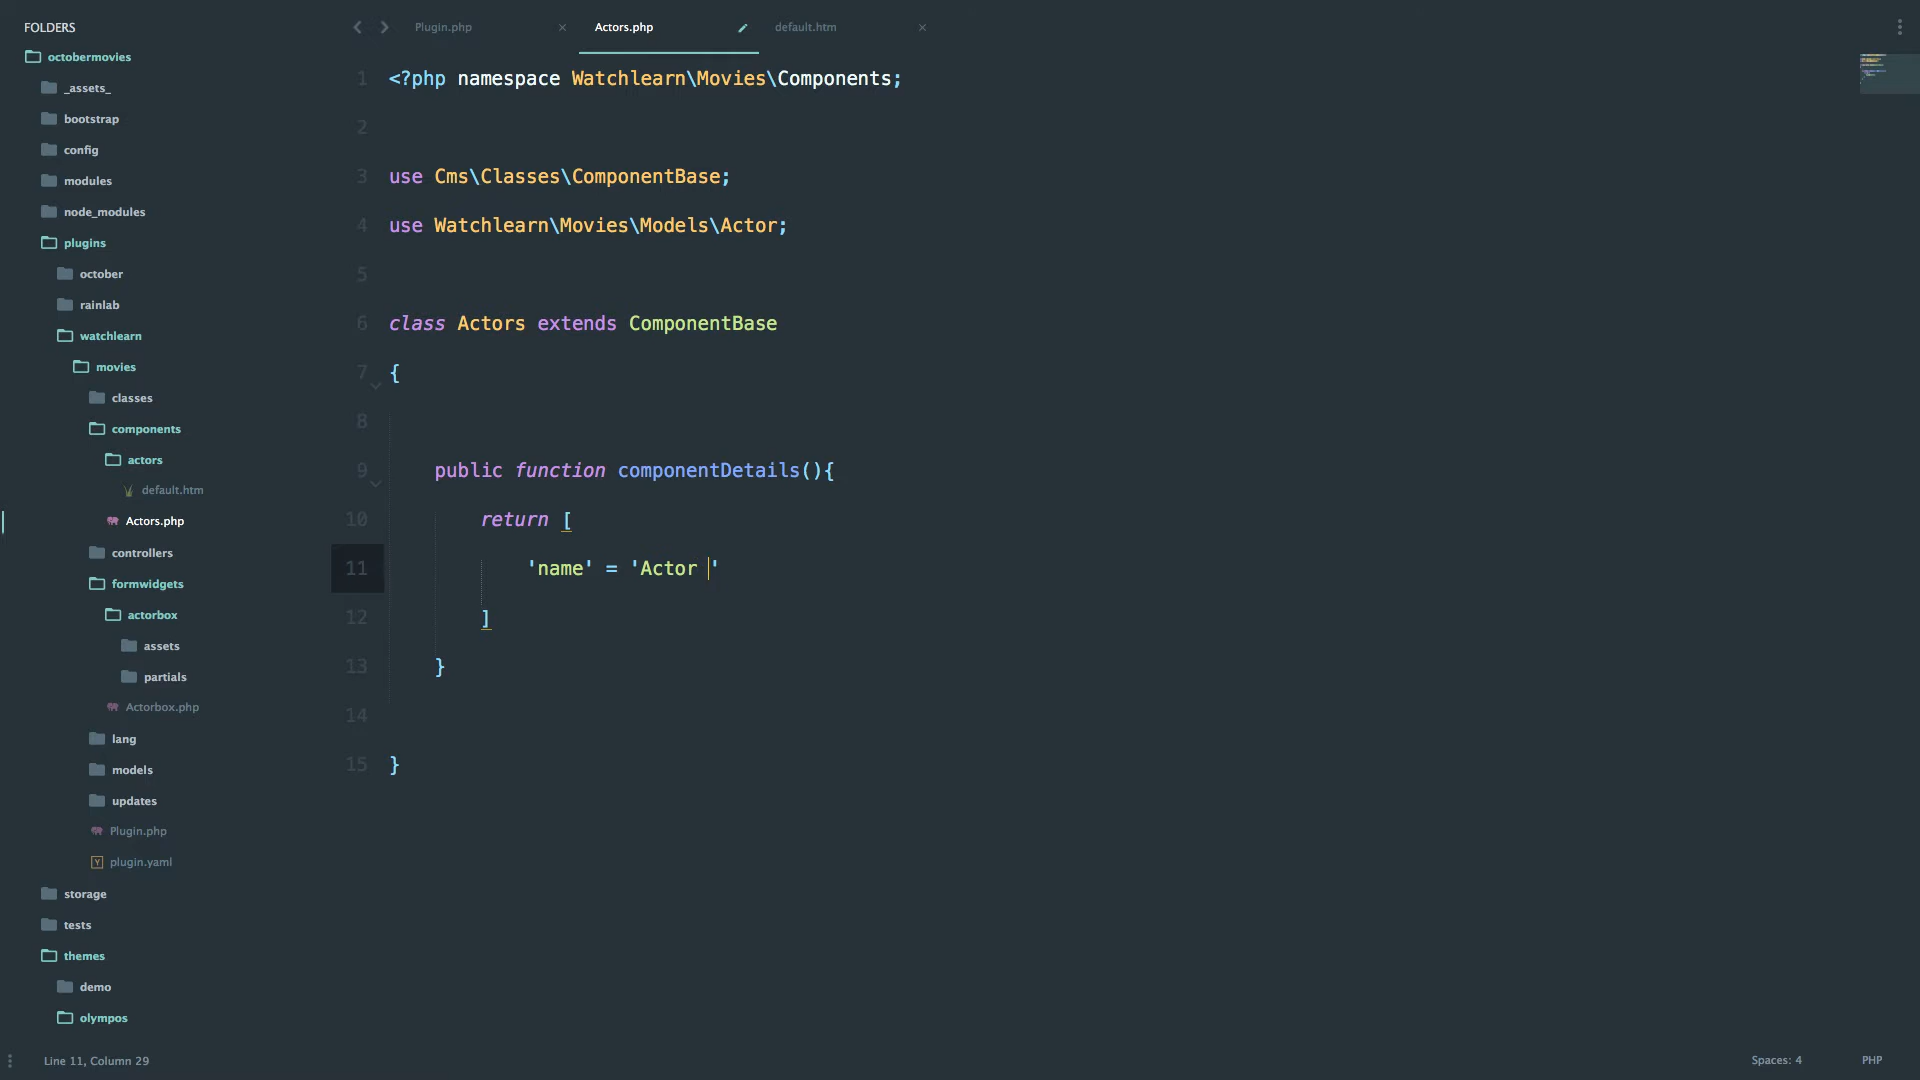 FOLDERS
octobermovies
_assets_
bootstrap
config
modules
node_modules
plugins
october
rainlab
watchlearn
movies
classes
components
actors
default.htm
Actors.php
controllers
formwidgets
actorbox
assets
partials
Actorbox.php
lang
models
updates
Plugin.php
plugin.yaml
storage
tests
themes
demo
olympos
Plugin.php
Actors.php
default.htm
1 <?php namespace Watchlearn\Movies\Components;
2
3 use Cms\Classes\ComponentBase;
4 use Watchlearn\Movies\Models\Actor;
5
6 class Actors extends ComponentBase
7 {
8
9 public function componentDetails(){
10 return [
11 'name' = 'Actor '
12 ]
13 }
14
15 }
Line 11, Column 29
Spaces: 4
PHP